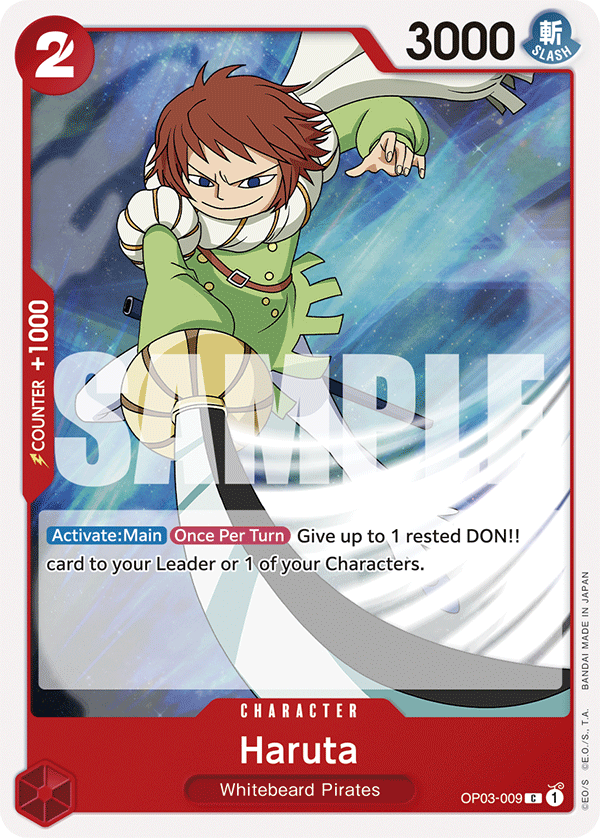 2
3000
斬
SLASH
COUNTER +1000
SAMPLE
Activate:Main Once Per Turn Give up to 1 rested DON!!
card to your Leader or 1 of your Characters.
CHARACTER
Haruta
Whitebeard Pirates
OP03-009 C 1
©EO/S ©E.O./S., T.A. BANDAI MADE IN JAPAN